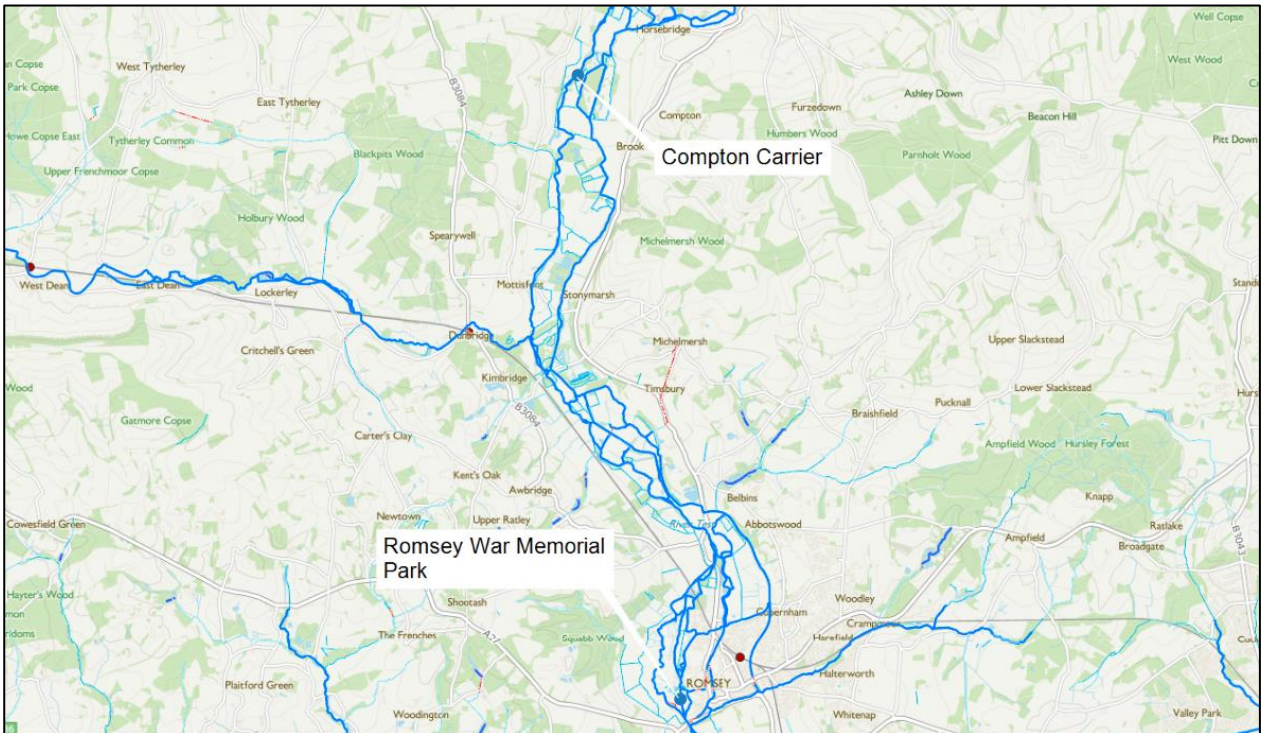 Horsebridge
Well Copse
West Tytherley
West Wood
Park Copse
B3084
Ashley Down
East Tytherley
Compton
Furzedown
Beacon Hill
Howe Copse East
Tytherley Common
Humbers Wood
Pitt Down
Blackpits Wood
Brook
Compton Carrier
Parnholt Wood
Upper Frenchmoor Copse
Holbury Wood
Spearywell
Michelmersh Wood
West Dean
East Dean
Lockerley
Mottisfont
Stonymarsh
Dunbridge
Michelmersh
Upper Slackstead
Critchell's Green
Kimbridge
Timsbury
Lower Slackstead
Wood
B3084
Pucknall
Braishfield
Gatmore Copse
Carter's Clay
Ampfield Wood
Hursley Forest
Kent's Oak
Awbridge
Belbins
Knapp
Cowesfield Green
Newtown
Upper Ratley
River Test
Abbotswood
Ampfield
Ratlake
Broadgate
B3043
Romsey War Memorial
Park
Hayter's Wood
Shootash
Woodley
Cupernham
Crampmoor
The Frenches
Squabb Wood
Harefield
Halterworth
Plaitford Green
ROMSEY
Woodington
Whitenap
Valley Park